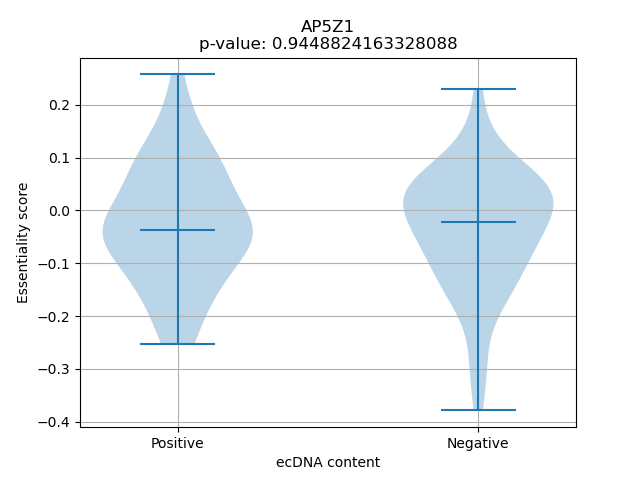 AP5Z1
p-value: 0.9448824163328088
Essentiality score
0.2
0.1
0.0
−0.1
−0.2
−0.3
−0.4
Positive
Negative
ecDNA content